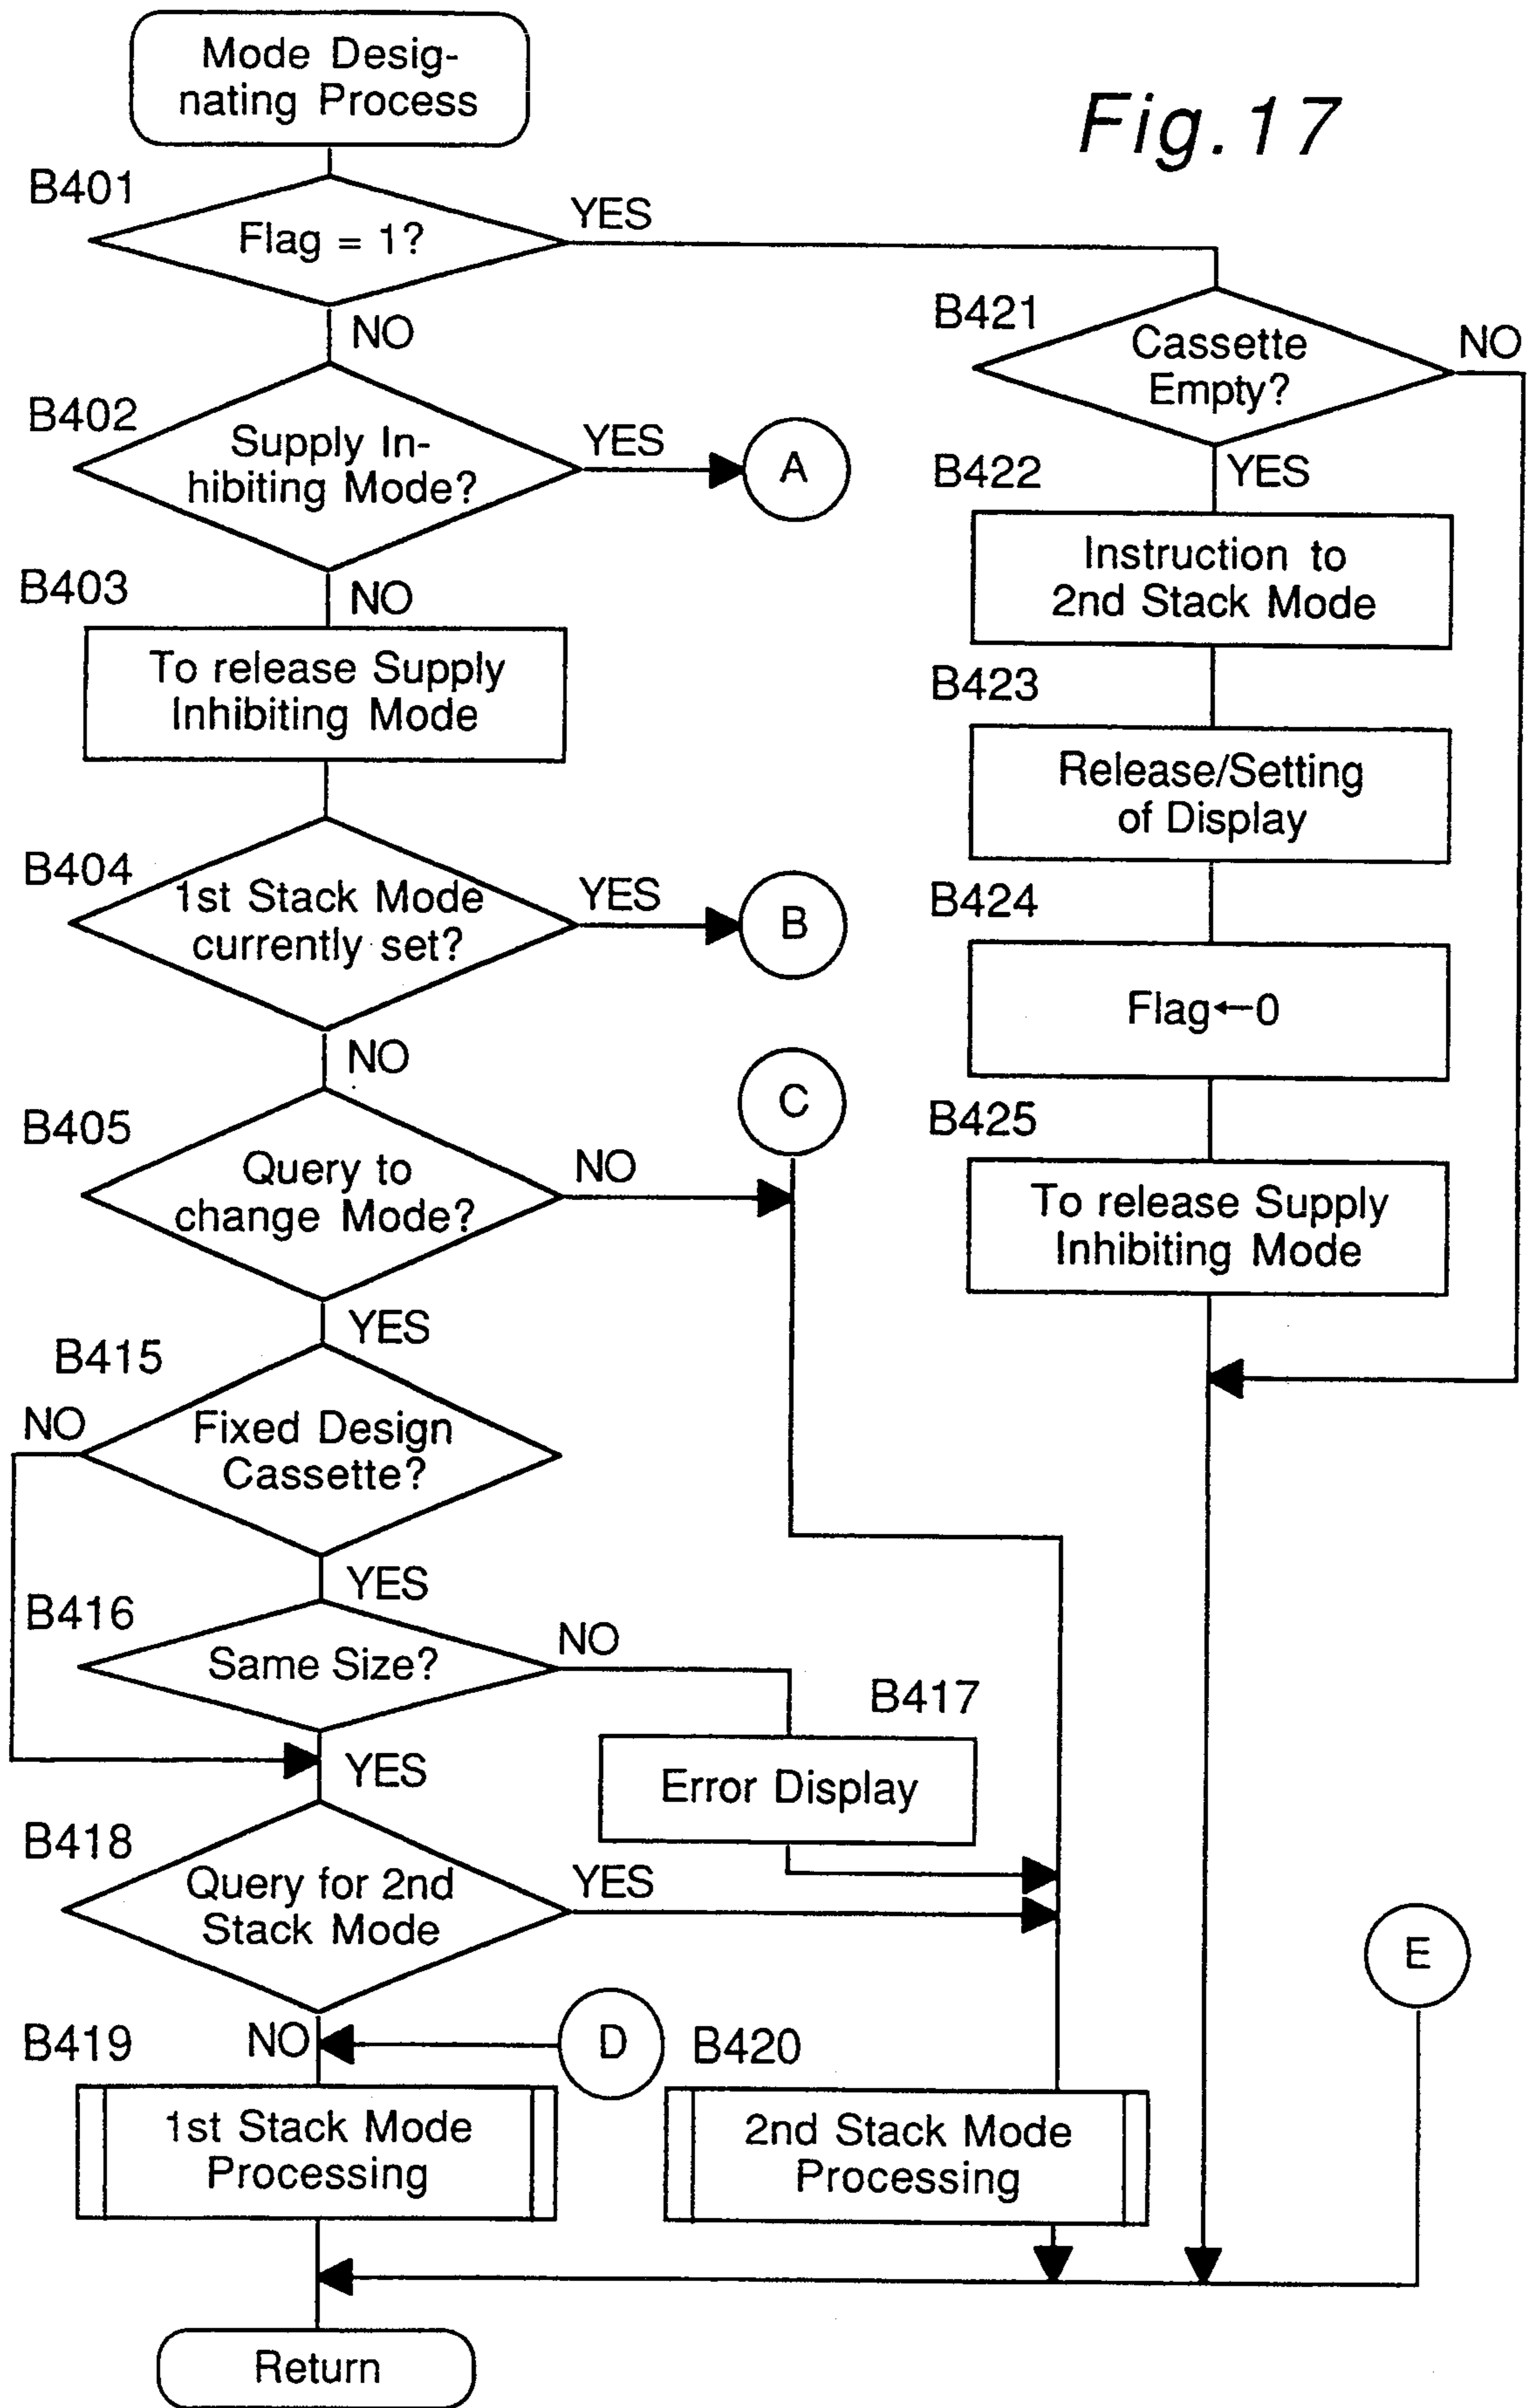 Mode Desig-
nating Process
Fig.17
B401
Flag = 1?
YES
NO
B402
Supply In-
hibiting Mode?
YES
A
NO
B403
To release Supply
Inhibiting Mode
B404
1st Stack Mode
currently set?
YES
B
NO
B405
Query to
change Mode?
NO
C
YES
B415
NO
Fixed Design
Cassette?
YES
B416
Same Size?
NO
B417
Error Display
YES
B418
Query for 2nd
Stack Mode
YES
NO
D
B419
1st Stack Mode
Processing
B420
2nd Stack Mode
Processing
Return
B421
Cassette
Empty?
NO
YES
B422
Instruction to
2nd Stack Mode
B423
Release/Setting
of Display
B424
Flag←0
B425
To release Supply
Inhibiting Mode
E